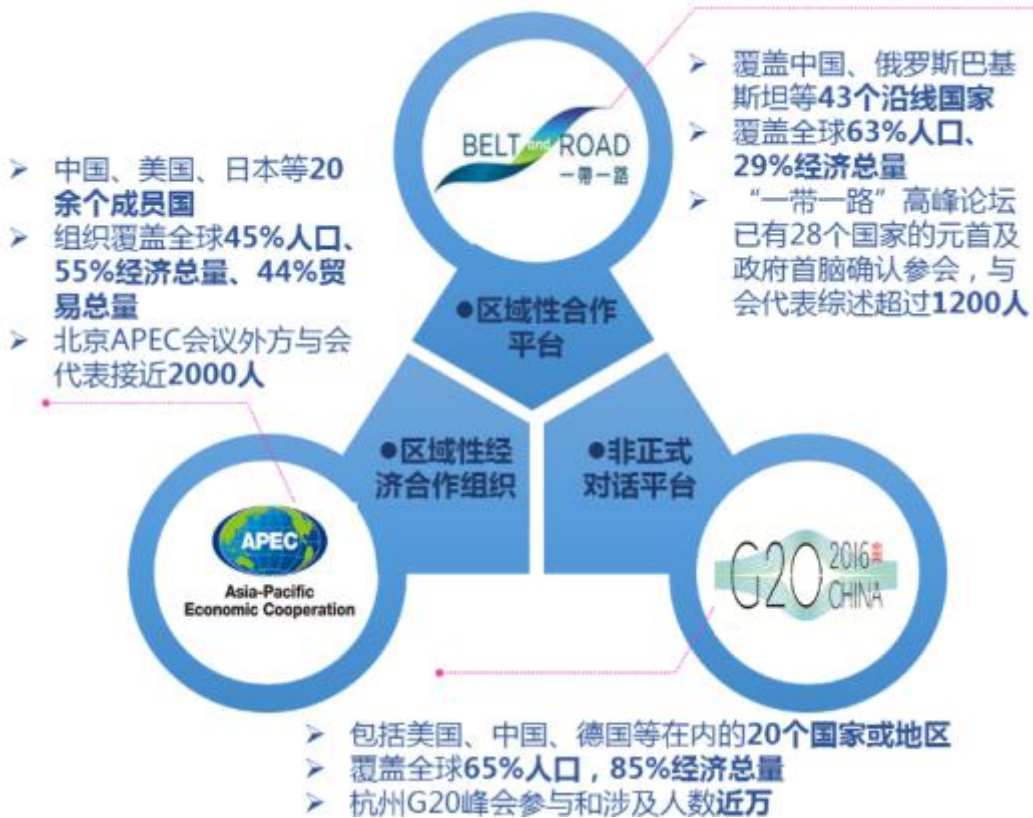 BELT and ROAD
一帶一路
➢ 覆盖中国、俄罗斯巴基
斯坦等43个沿线国家
➢ 覆盖全球63%人口、
29%经济总量
➢ “一带一路”高峰论坛
已有28个国家的元首及
政府首脑确认参会，与
会代表综述超过1200人
➢ 中国、美国、日本等20
余个成员国
➢ 组织覆盖全球45%人口、
55%经济总量、44%贸
易总量
➢ 北京APEC会议外方与会
代表接近2000人
●区域性合作
平台
●区域性经
济合作组织
●非正式
对话平台
APEC
Asia-Pacific
Economic Cooperation
G20 2016
CHINA
➢ 包括美国、中国、德国等在内的20个国家或地区
➢ 覆盖全球65%人口，85%经济总量
➢ 杭州G20峰会参与和涉及人数近万